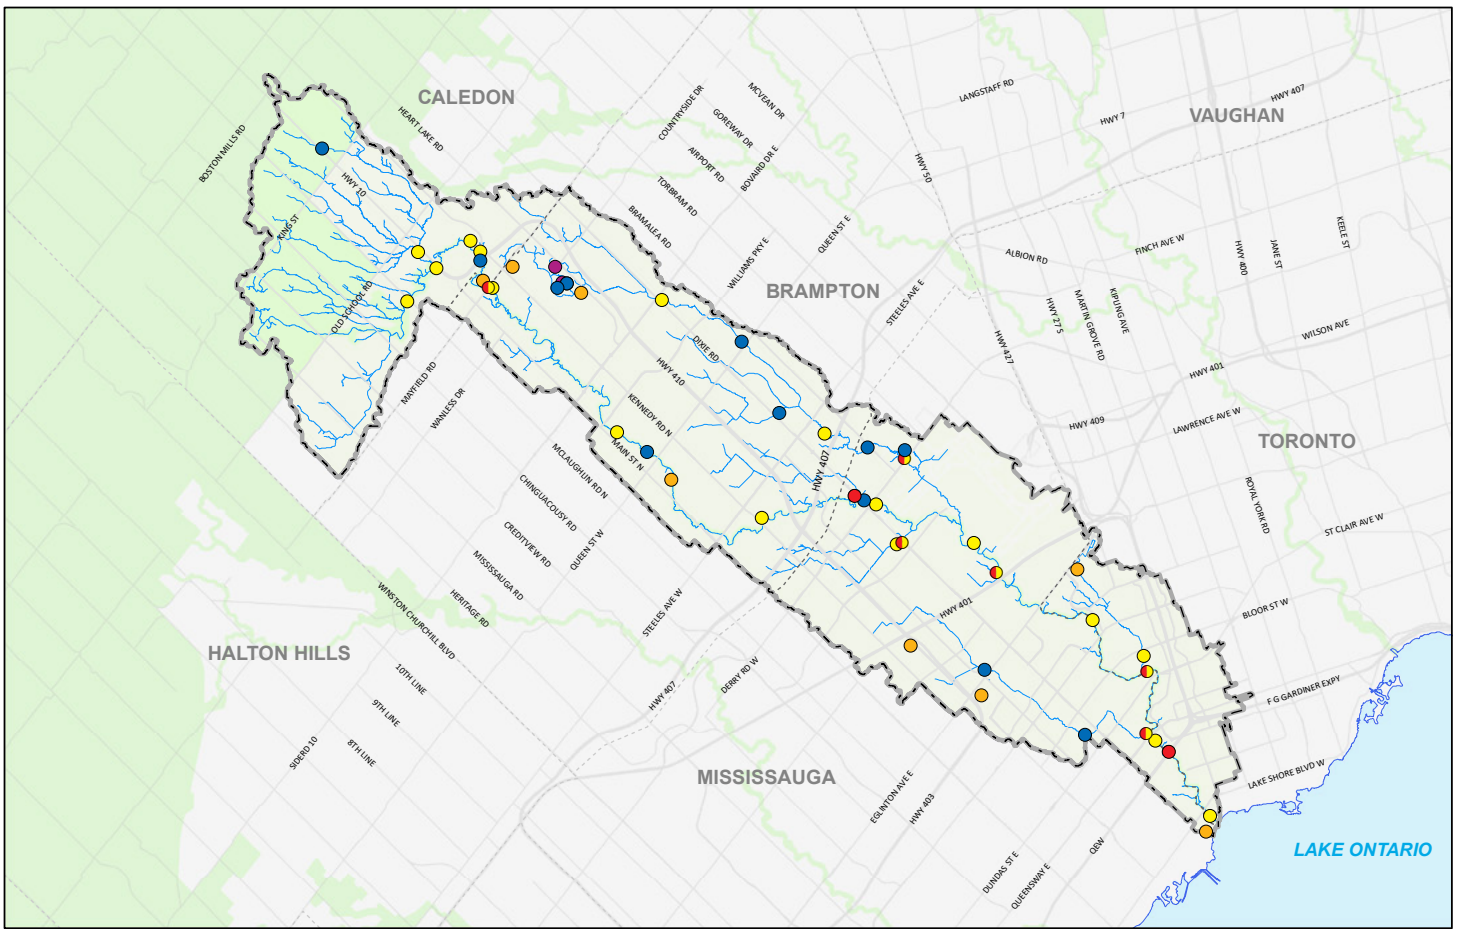 CALEDON
HEART LAKE RD
BOSTON MILLS RD
HWY 10
KING ST
OLD SCHOOL RD
MAYFIELD RD
WANLESS DR
COUNTRYSIDE DR
MCVEAN DR
GOREWAY DR
AIRPORT RD
BOVAIRD DR E
TORBRAM RD
BRAMALEA RD
WILLIAMS PKY E
QUEEN ST E
BRAMPTON
STEELES AVE E
HWY 50
LANGSTAFF RD
HWY 7
HWY 407
VAUGHAN
ALBION RD
FINCH AVE W
HWY 400
JANE ST
KEELE ST
HWY 27 S
MARTIN GROVE RD
KIPLING AVE
WILSON AVE
HWY 427
HWY 401
HWY 409
LAWRENCE AVE W
TORONTO
ROYAL YORK RD
ST CLAIR AVE W
DIXIE RD
HWY 410
KENNEDY RD N
MAIN ST N
HWY 407
MCLAUGHLIN RD N
CHINGUACOUSY RD
CREDITVIEW RD
QUEEN ST W
MISSISSAUGA RD
HERITAGE RD
WINSTON CHURCHILL BLVD
STEELES AVE W
HALTON HILLS
10TH LINE
9TH LINE
8TH LINE
SIDERD 10
HWY 407
DERRY RD W
HWY 401
BLOOR ST W
F G GARDINER EXPY
LAKE SHORE BLVD W
MISSISSAUGA
EGLINTON AVE E
HWY 403
DUNDAS ST E
QUEENSWAY E
QEW
LAKE ONTARIO